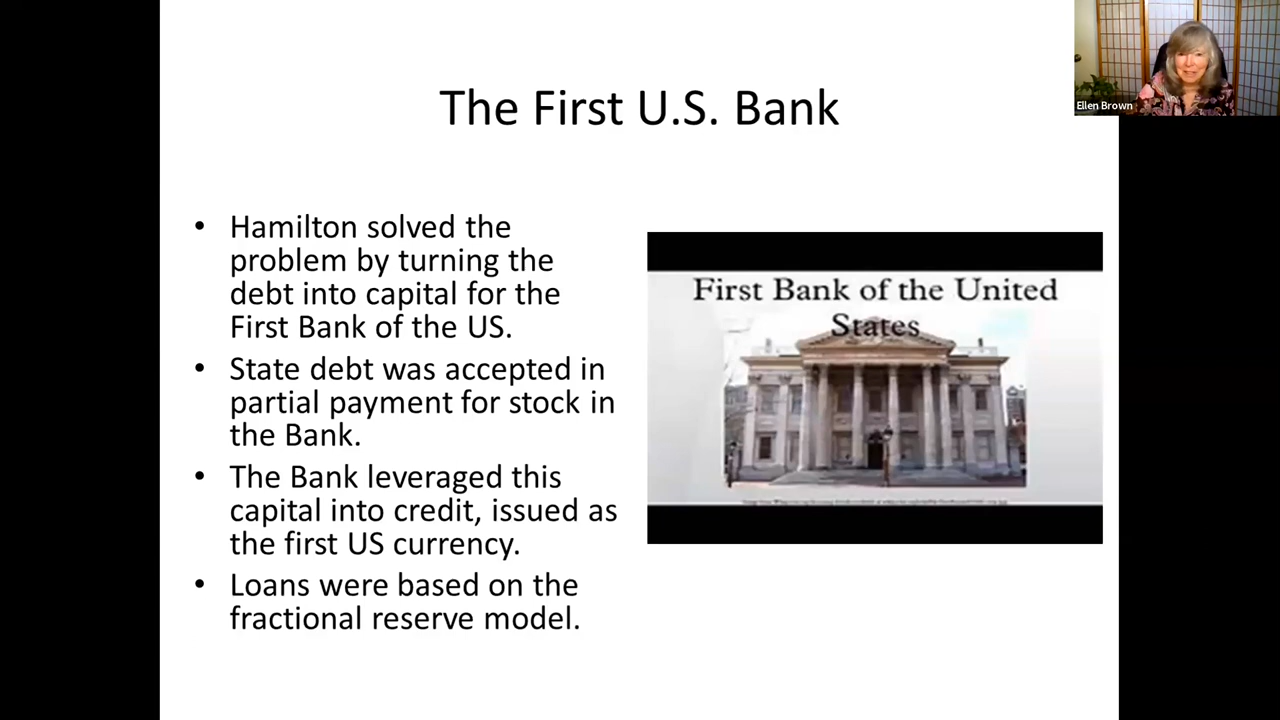 The First U.S. Bank
Ellen Brown
• Hamilton solved the
problem by turning the
debt into capital for the
First Bank of the US.
• State debt was accepted in
partial payment for stock in
the Bank.
• The Bank leveraged this
capital into credit, issued as
the first US currency.
• Loans were based on the
fractional reserve model.
First Bank of the United
States